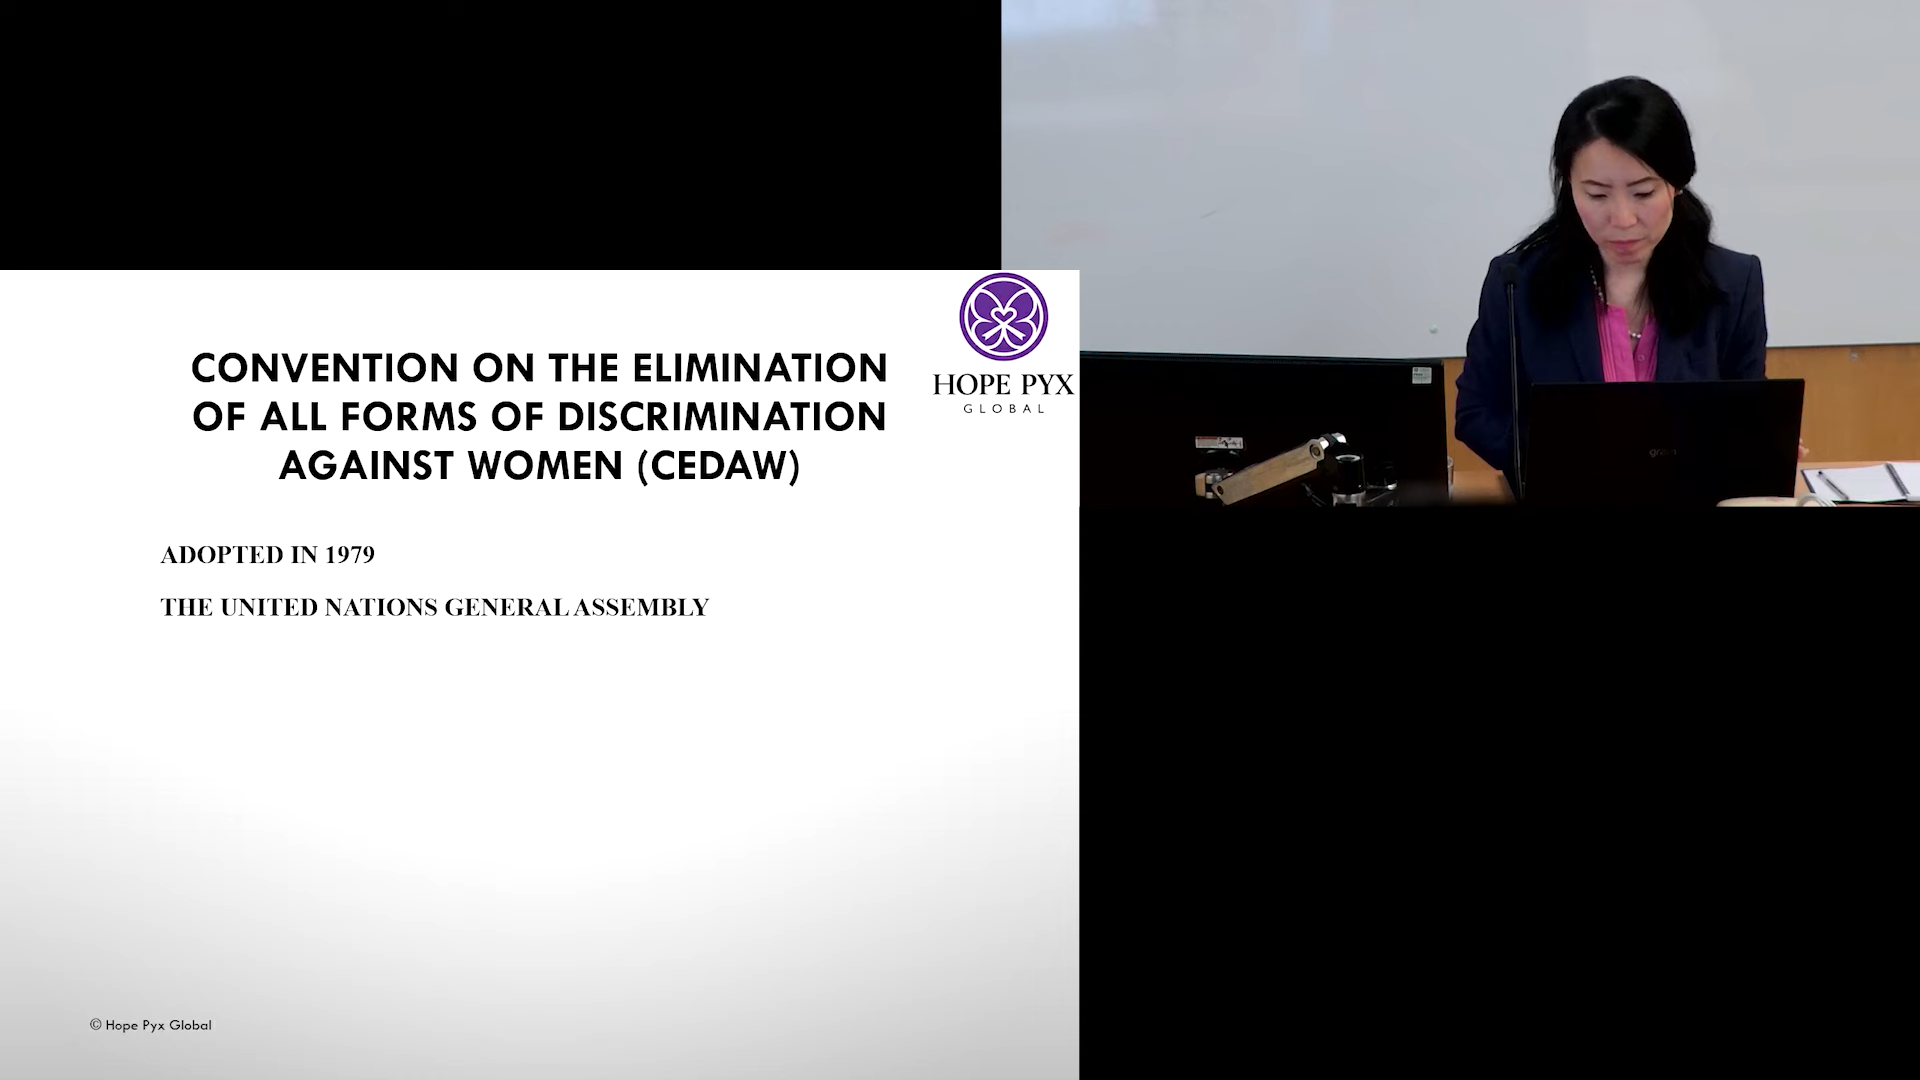 CONVENTION ON THE ELIMINATION
OF ALL FORMS OF DISCRIMINATION
AGAINST WOMEN (CEDAW)
HOPE PYX
GLOBAL
ADOPTED IN 1979
THE UNITED NATIONS GENERAL ASSEMBLY
© Hope Pyx Global
gram